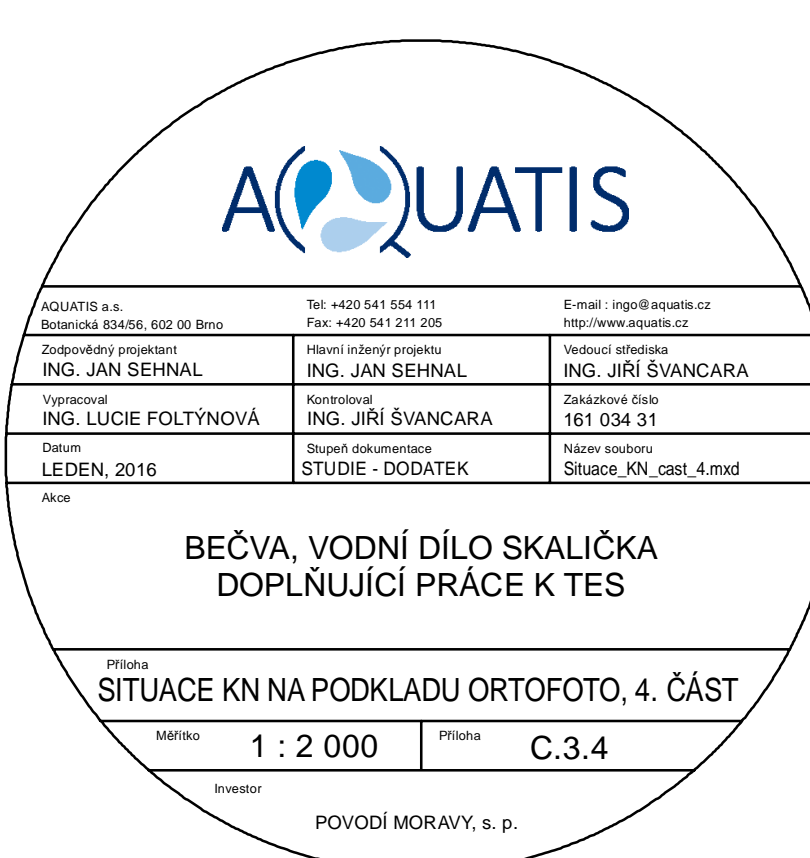 AQUATIS
AQUATIS a.s.
Botanická 834/56, 602 00 Brno
Tel: +420 541 554 111
Fax: +420 541 211 205
E-mail : ingo@aquatis.cz
http://www.aquatis.cz
Zodpovědný projektant
ING. JAN SEHNAL
Hlavní inženýr projektu
ING. JAN SEHNAL
Vedoucí střediska
ING. JIŘÍ ŠVANCARA
Vypracoval
ING. LUCIE FOLTÝNOVÁ
Kontroloval
ING. JIŘÍ ŠVANCARA
Zakázkové číslo
161 034 31
Datum
LEDEN, 2016
Stupeň dokumentace
STUDIE - DODATEK
Název souboru
Situace_KN_cast_4.mxd
Akce
BEČVA, VODNÍ DÍLO SKALIČKA
DOPLŇUJÍCÍ PRÁCE K TES
Příloha
SITUACE KN NA PODKLADU ORTOFOTO, 4. ČÁST
Měřítko
1 : 2 000
Příloha
C.3.4
Investor
POVODÍ MORAVY, s. p.